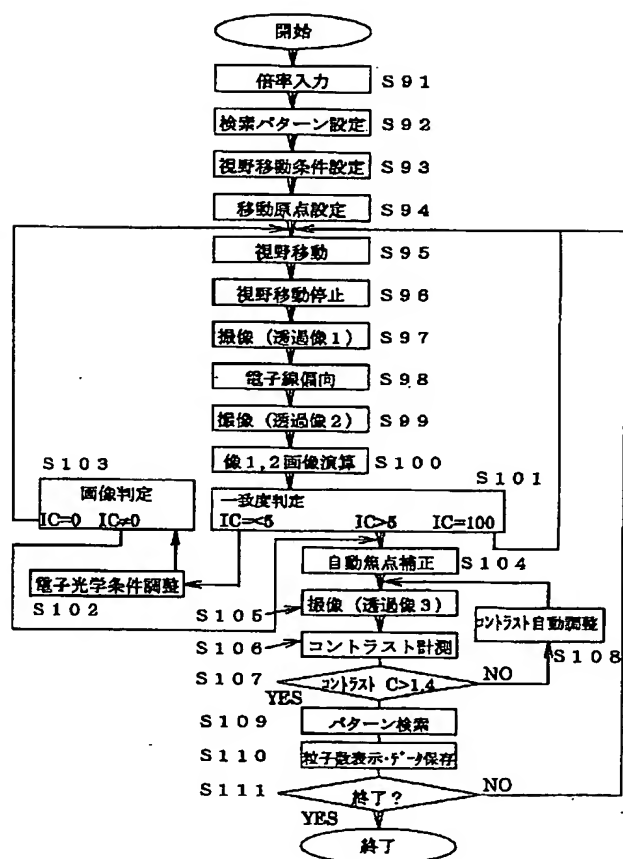 開始
倍率入力 S91
検索パターン設定 S92
視野移動条件設定 S93
移動原点設定 S94
視野移動 S95
視野移動停止 S96
撮像(透過像1) S97
電子線偏向 S98
撮像(透過像2) S99
像1,2画像演算 S100
S103
画像判定
IC=0 IC≠0
S101
一致度判定
IC=<5 IC>5 IC=100
電子光学条件調整
S102
自動焦点補正 S104
S105 撮像(透過像3)
コントラスト自動調整
S108
S106 コントラスト計測
S107 コントラスト C>1.4 NO
YES
S109 パターン検索
S110 粒子数表示・データ保存
S111 終了? NO
YES
終了